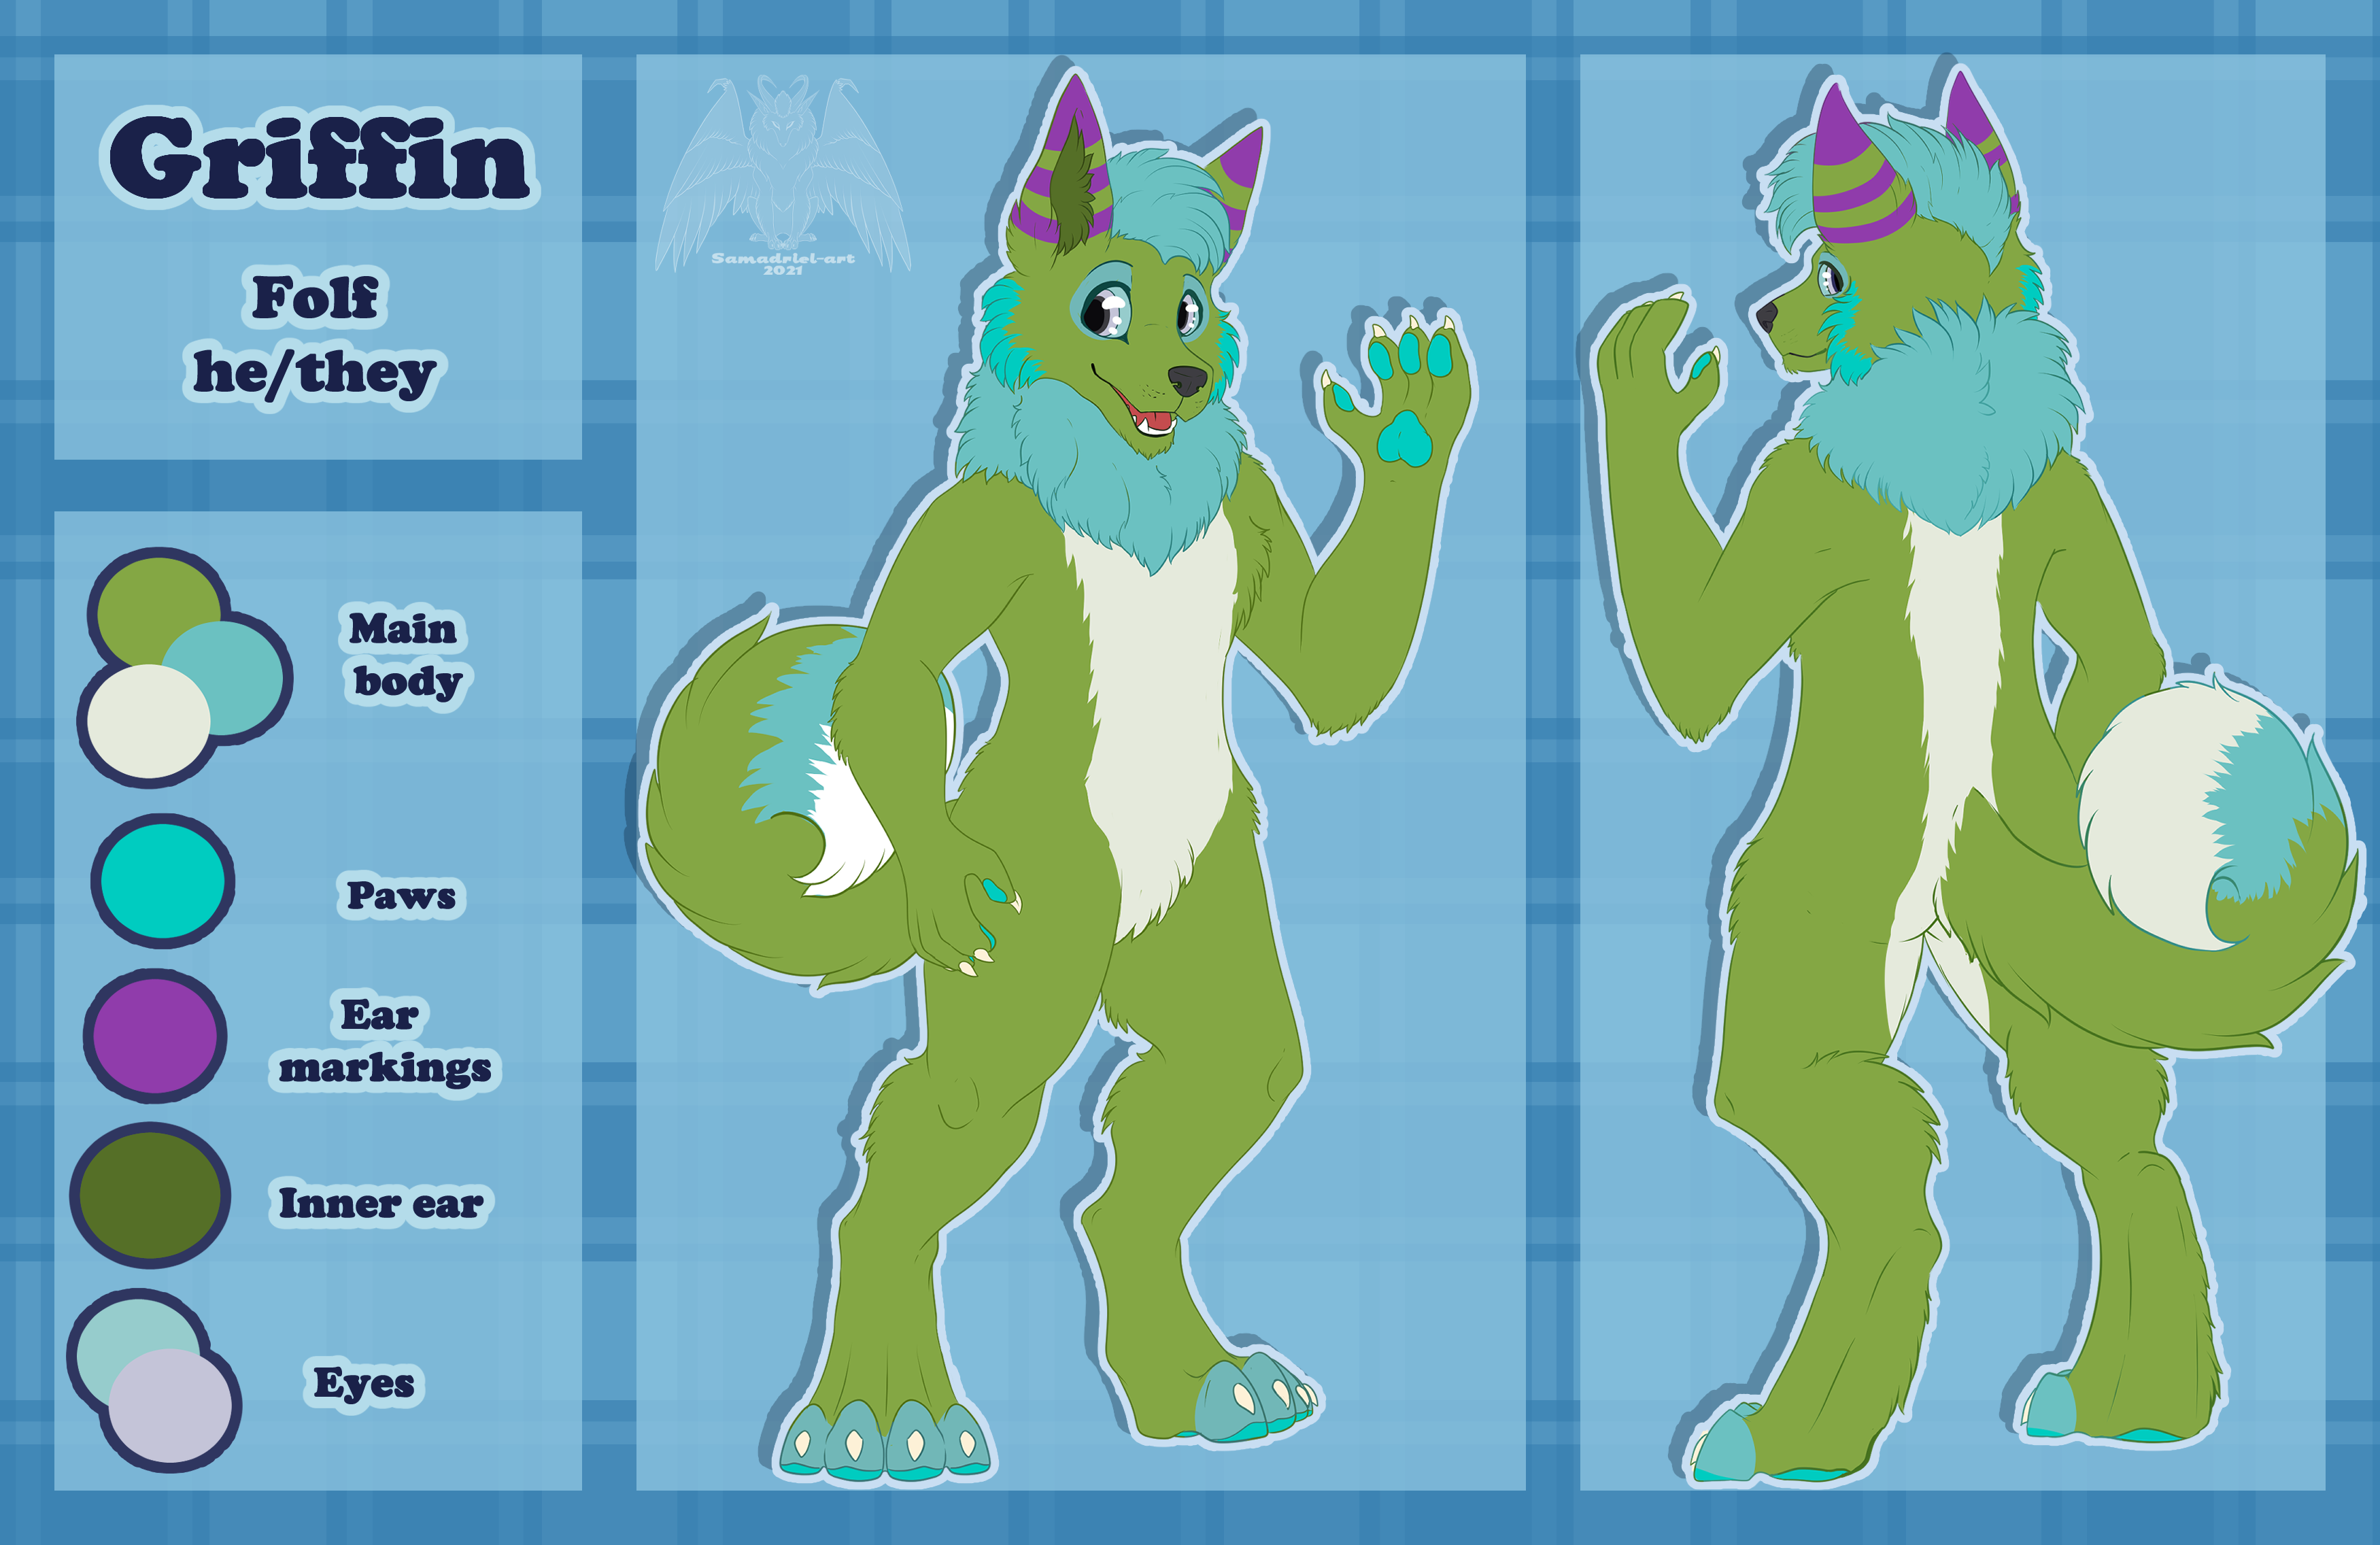 Griffin
Folf
he/they
Main
body
Paws
Ear
markings
Inner ear
Eyes
Samadriel-art
2021